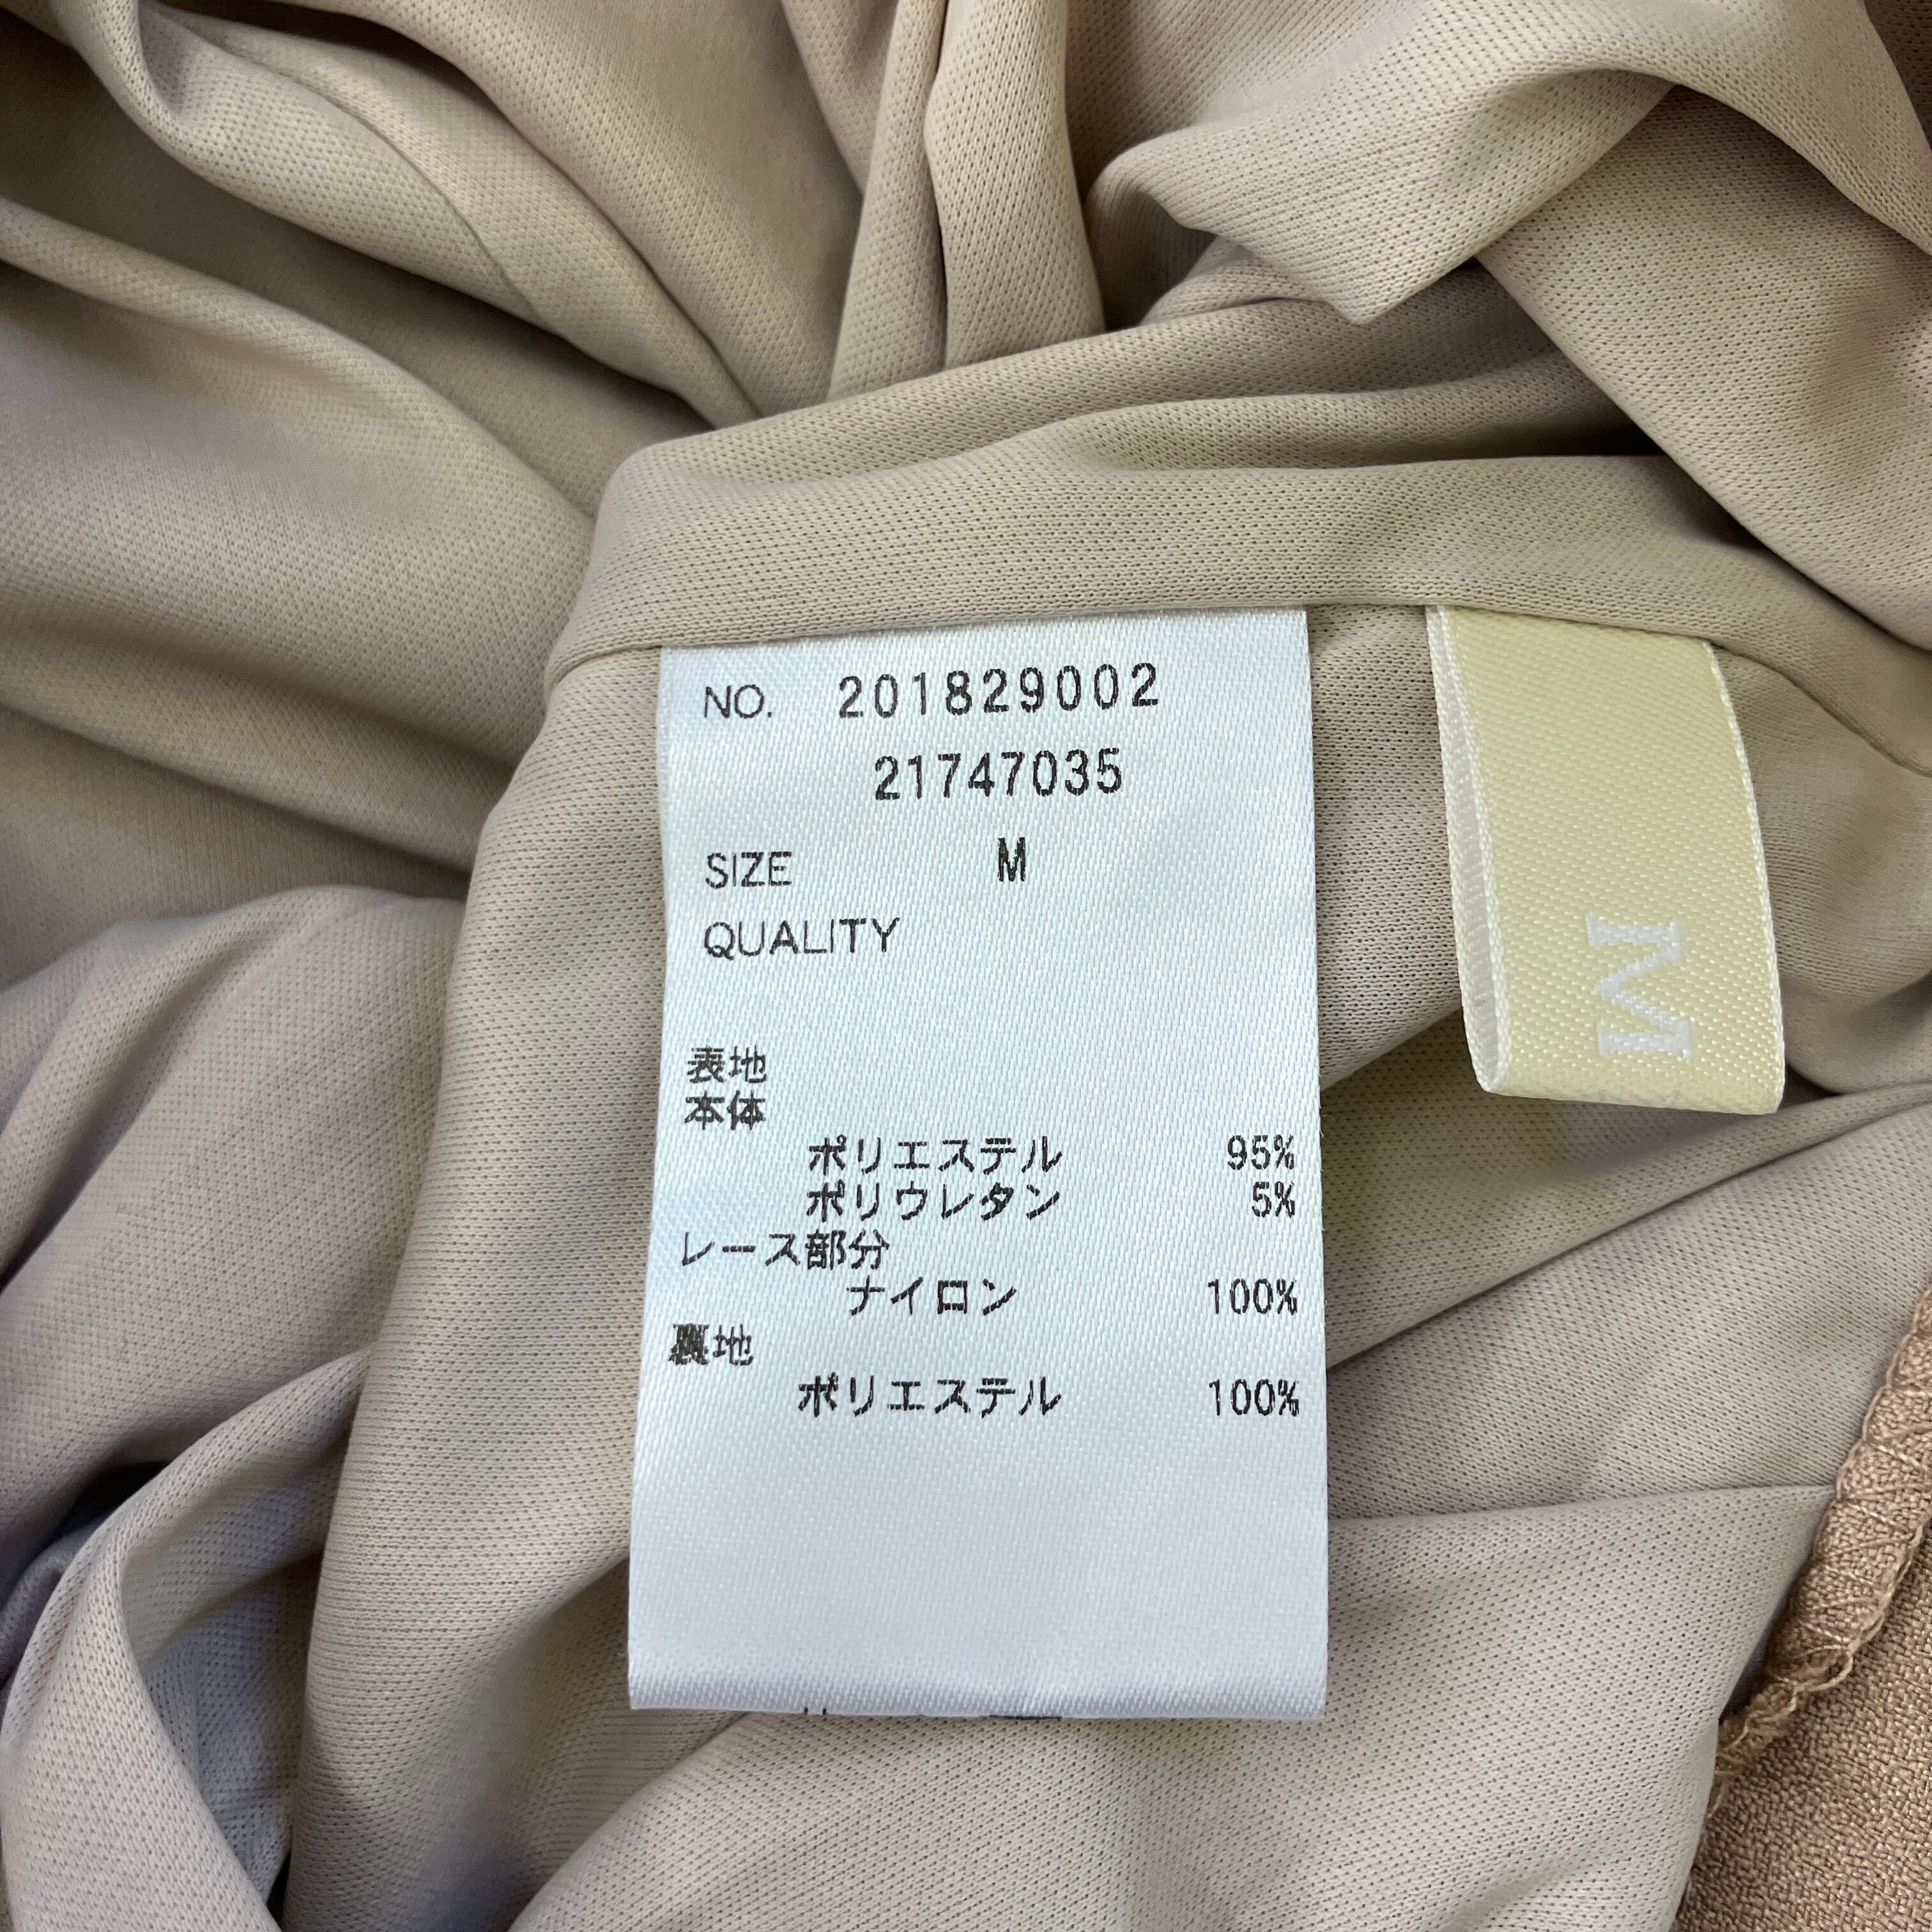 NO. 201829002
21747035
SIZE M
QUALITY
表地
本体
ポリエステル 95%
ポリウレタン 5%
レース部分
ナイロン 100%
裏地
ポリエステル 100%
M